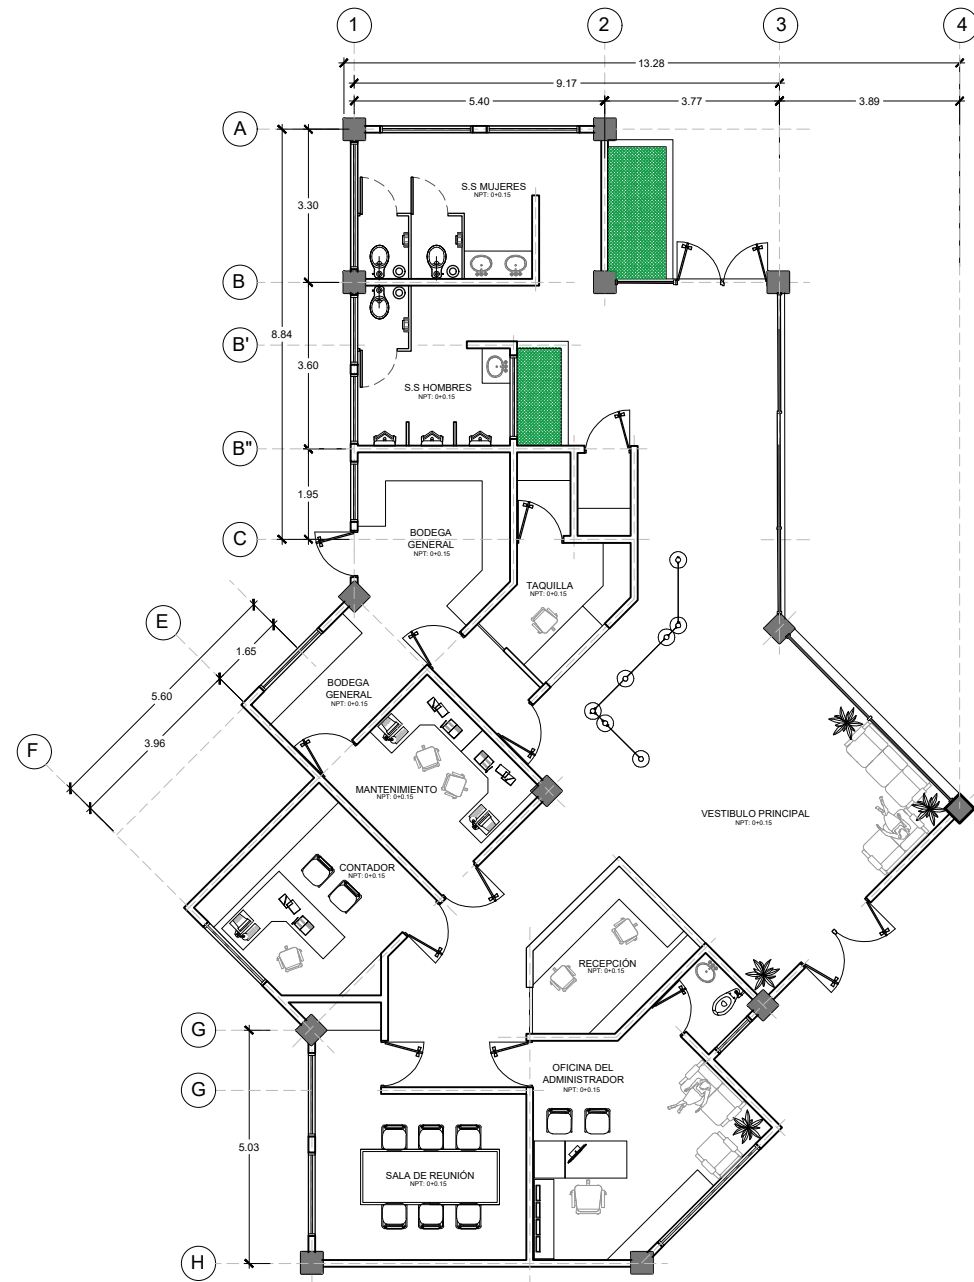 1
2
3
4
13.28
9.17
5.40
3.77
3.89
A
S.S MUJERES
NPT: 0+0.15
3.30
B
8.84
B'
3.60
S.S HOMBRES
NPT: 0+0.15
B"
1.95
C
BODEGA
GENERAL
NPT: 0+0.15
TAQUILLA
NPT: 0+0.15
E
1.65
5.60
3.96
BODEGA
GENERAL
NPT: 0+0.15
F
MANTENIMIENTO
NPT: 0+0.15
VESTIBULO PRINCIPAL
NPT: 0+0.15
CONTADOR
NPT: 0+0.15
RECEPCIÓN
NPT: 0+0.15
G
OFICINA DEL
ADMINISTRADOR
NPT: 0+0.15
G
5.03
SALA DE REUNIÓN
NPT: 0+0.15
H